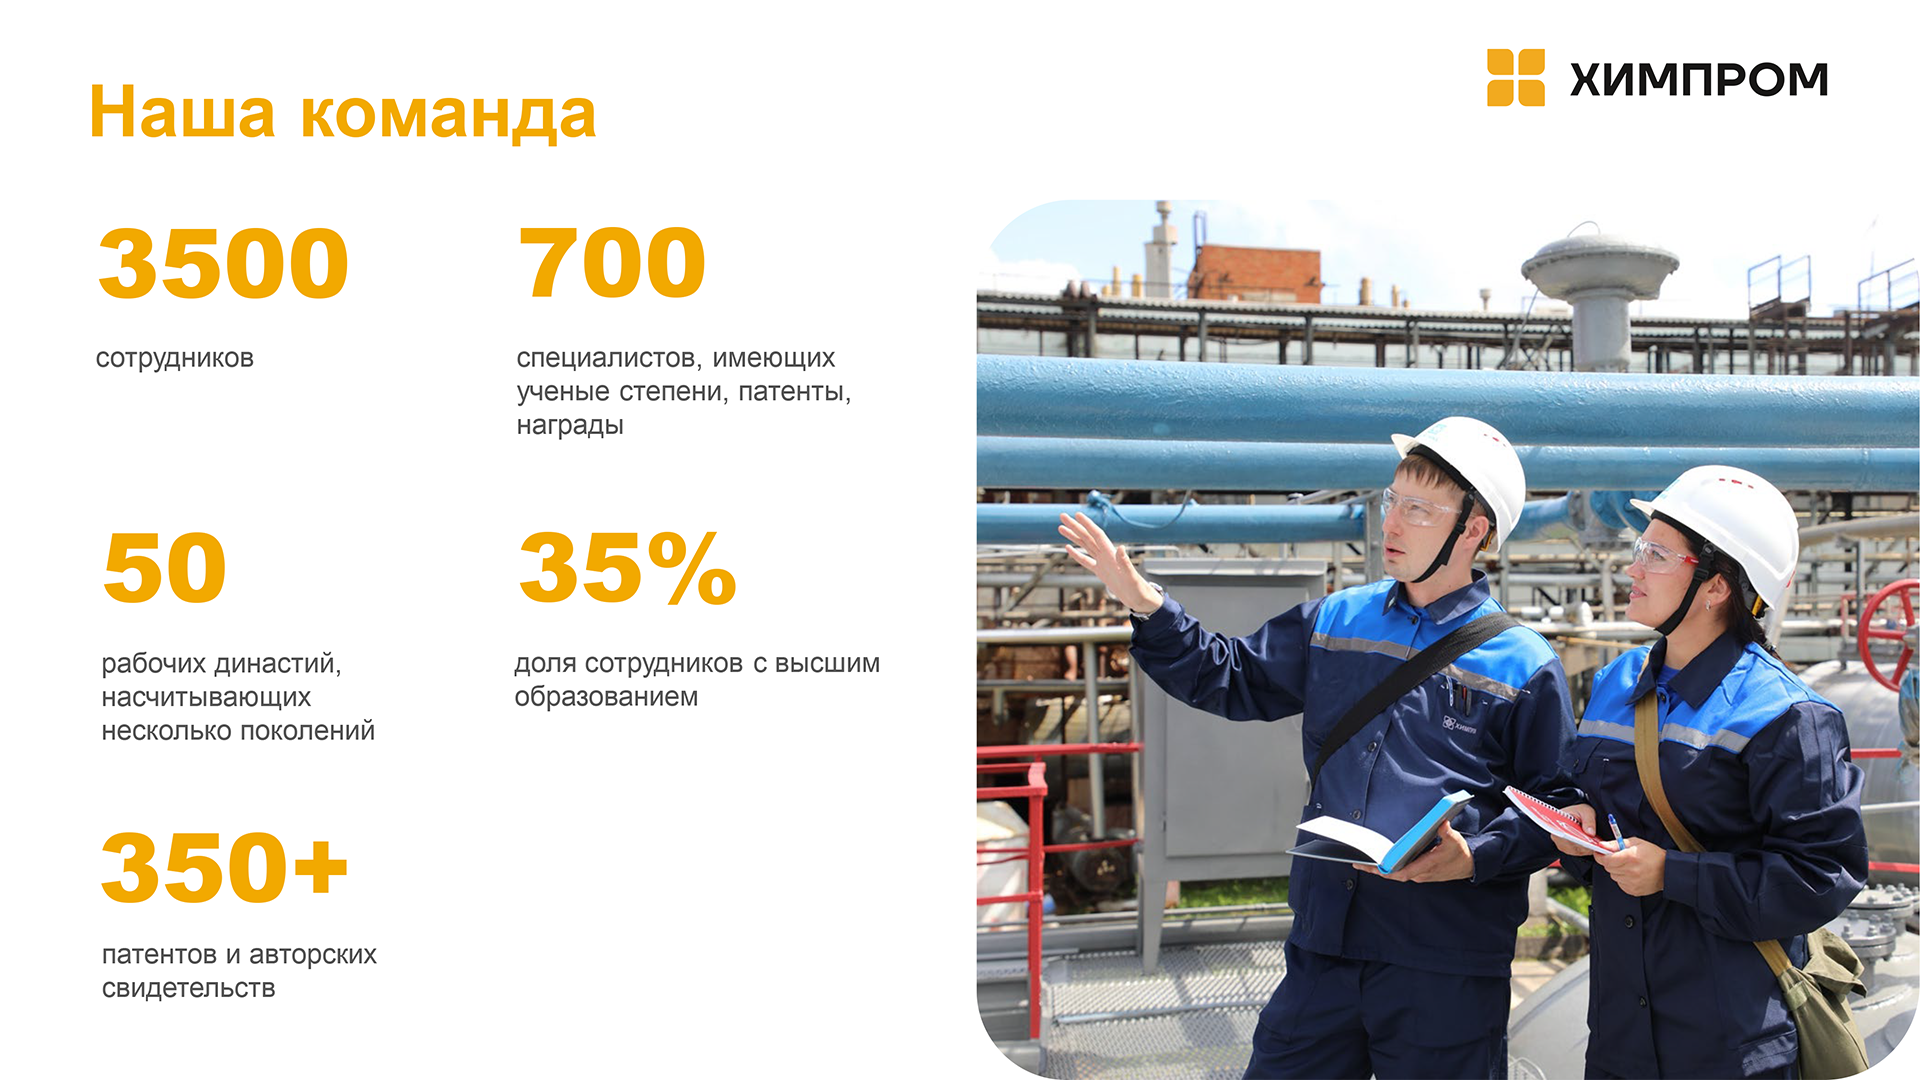 Наша команда
ХИМПРОМ
3500
сотрудников
700
специалистов, имеющих
ученые степени, патенты,
награды
50
рабочих династий,
насчитывающих
несколько поколений
35%
доля сотрудников с высшим
образованием
350+
патентов и авторских
свидетельств